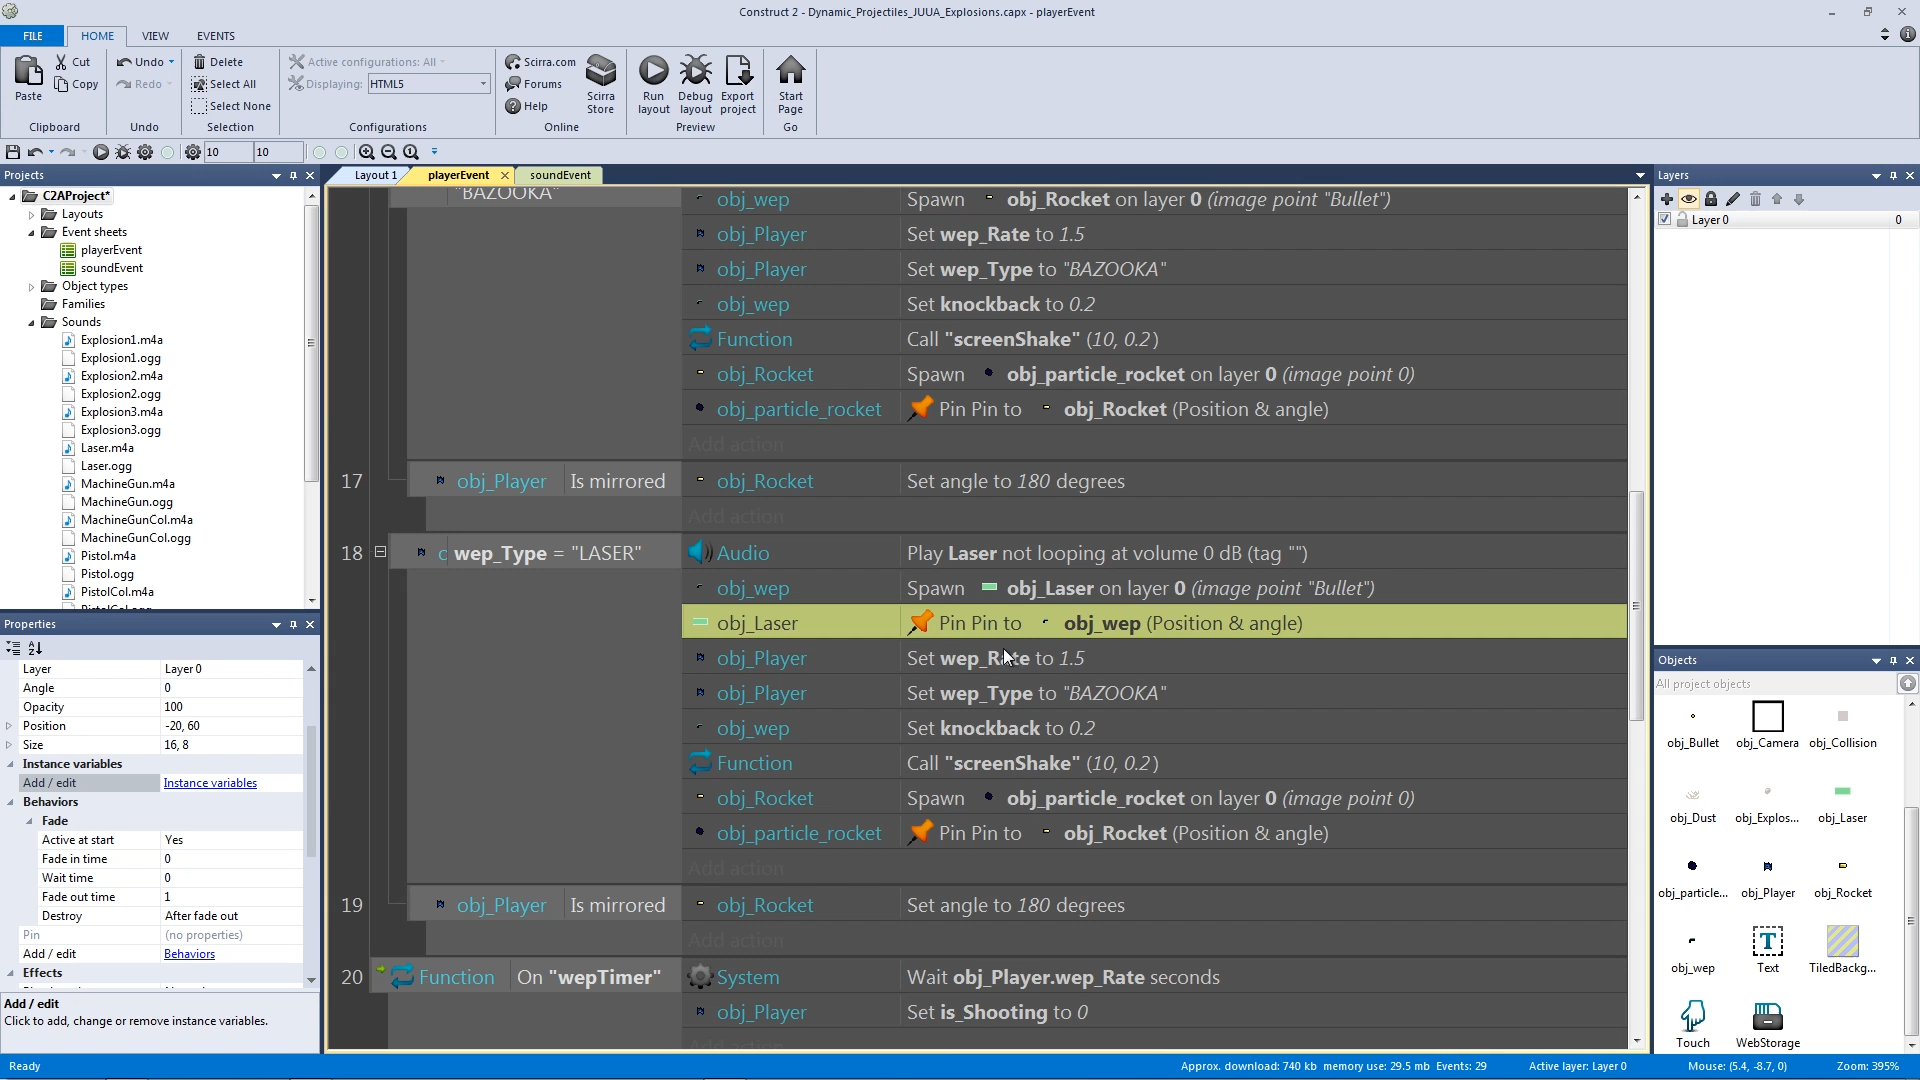 Construct 2 - Dynamic_Projectiles_JUUA_Explosions.capx - playerEvent
FILE HOME VIEW EVENTS
Paste
Cut
Copy
Clipboard
Undo
Redo
Undo
Delete
Select All
Select None
Selection
Active configurations: All
Displaying: HTML5
Configurations
Scirra.com
Forums
Help
Scirra Store
Online
Run layout
Debug layout
Export project
Preview
Start Page
Go
10 10
Projects
C2AProject*
Layouts
Event sheets
playerEvent
soundEvent
Object types
Families
Sounds
Explosion1.m4a
Explosion1.ogg
Explosion2.m4a
Explosion2.ogg
Explosion3.m4a
Explosion3.ogg
Laser.m4a
Laser.ogg
MachineGun.m4a
MachineGun.ogg
MachineGunCol.m4a
MachineGunCol.ogg
Pistol.m4a
Pistol.ogg
PistolCol.m4a
PistolCol.ogg
Properties
Layer Layer 0
Angle 0
Opacity 100
Position -20, 60
Size 16, 8
Instance variables
Add / edit Instance variables
Behaviors
Fade
Active at start Yes
Fade in time 0
Wait time 0
Fade out time 1
Destroy After fade out
Pin (no properties)
Add / edit Behaviors
Effects
Add / edit
Click to add, change or remove instance variables.
Layout 1 playerEvent soundEvent
"BAZOOKA"
obj_wep Spawn obj_Rocket on layer 0 (image point "Bullet")
obj_Player Set wep_Rate to 1.5
obj_Player Set wep_Type to "BAZOOKA"
obj_wep Set knockback to 0.2
Function Call "screenShake" (10, 0.2)
obj_Rocket Spawn obj_particle_rocket on layer 0 (image point 0)
obj_particle_rocket Pin Pin to obj_Rocket (Position & angle)
Add action
17 obj_Player Is mirrored obj_Rocket Set angle to 180 degrees
Add action
18 wep_Type = "LASER" Audio Play Laser not looping at volume 0 dB (tag "")
obj_wep Spawn obj_Laser on layer 0 (image point "Bullet")
obj_Laser Pin Pin to obj_wep (Position & angle)
obj_Player Set wep_Rate to 1.5
obj_Player Set wep_Type to "BAZOOKA"
obj_wep Set knockback to 0.2
Function Call "screenShake" (10, 0.2)
obj_Rocket Spawn obj_particle_rocket on layer 0 (image point 0)
obj_particle_rocket Pin Pin to obj_Rocket (Position & angle)
Add action
19 obj_Player Is mirrored obj_Rocket Set angle to 180 degrees
Add action
20 Function On "wepTimer" System Wait obj_Player.wep_Rate seconds
obj_Player Set is_Shooting to 0
Add action
Layers
Layer 0 0
Objects
All project objects
obj_Bullet obj_Camera obj_Collision
obj_Dust obj_Explos... obj_Laser
obj_particle... obj_Player obj_Rocket
obj_wep Text TiledBackg...
Touch WebStorage
Ready
Approx. download: 740 kb memory use: 29.5 mb Events: 29 Active layer: Layer 0 Mouse: (5.4, -8.7, 0) Zoom: 395%